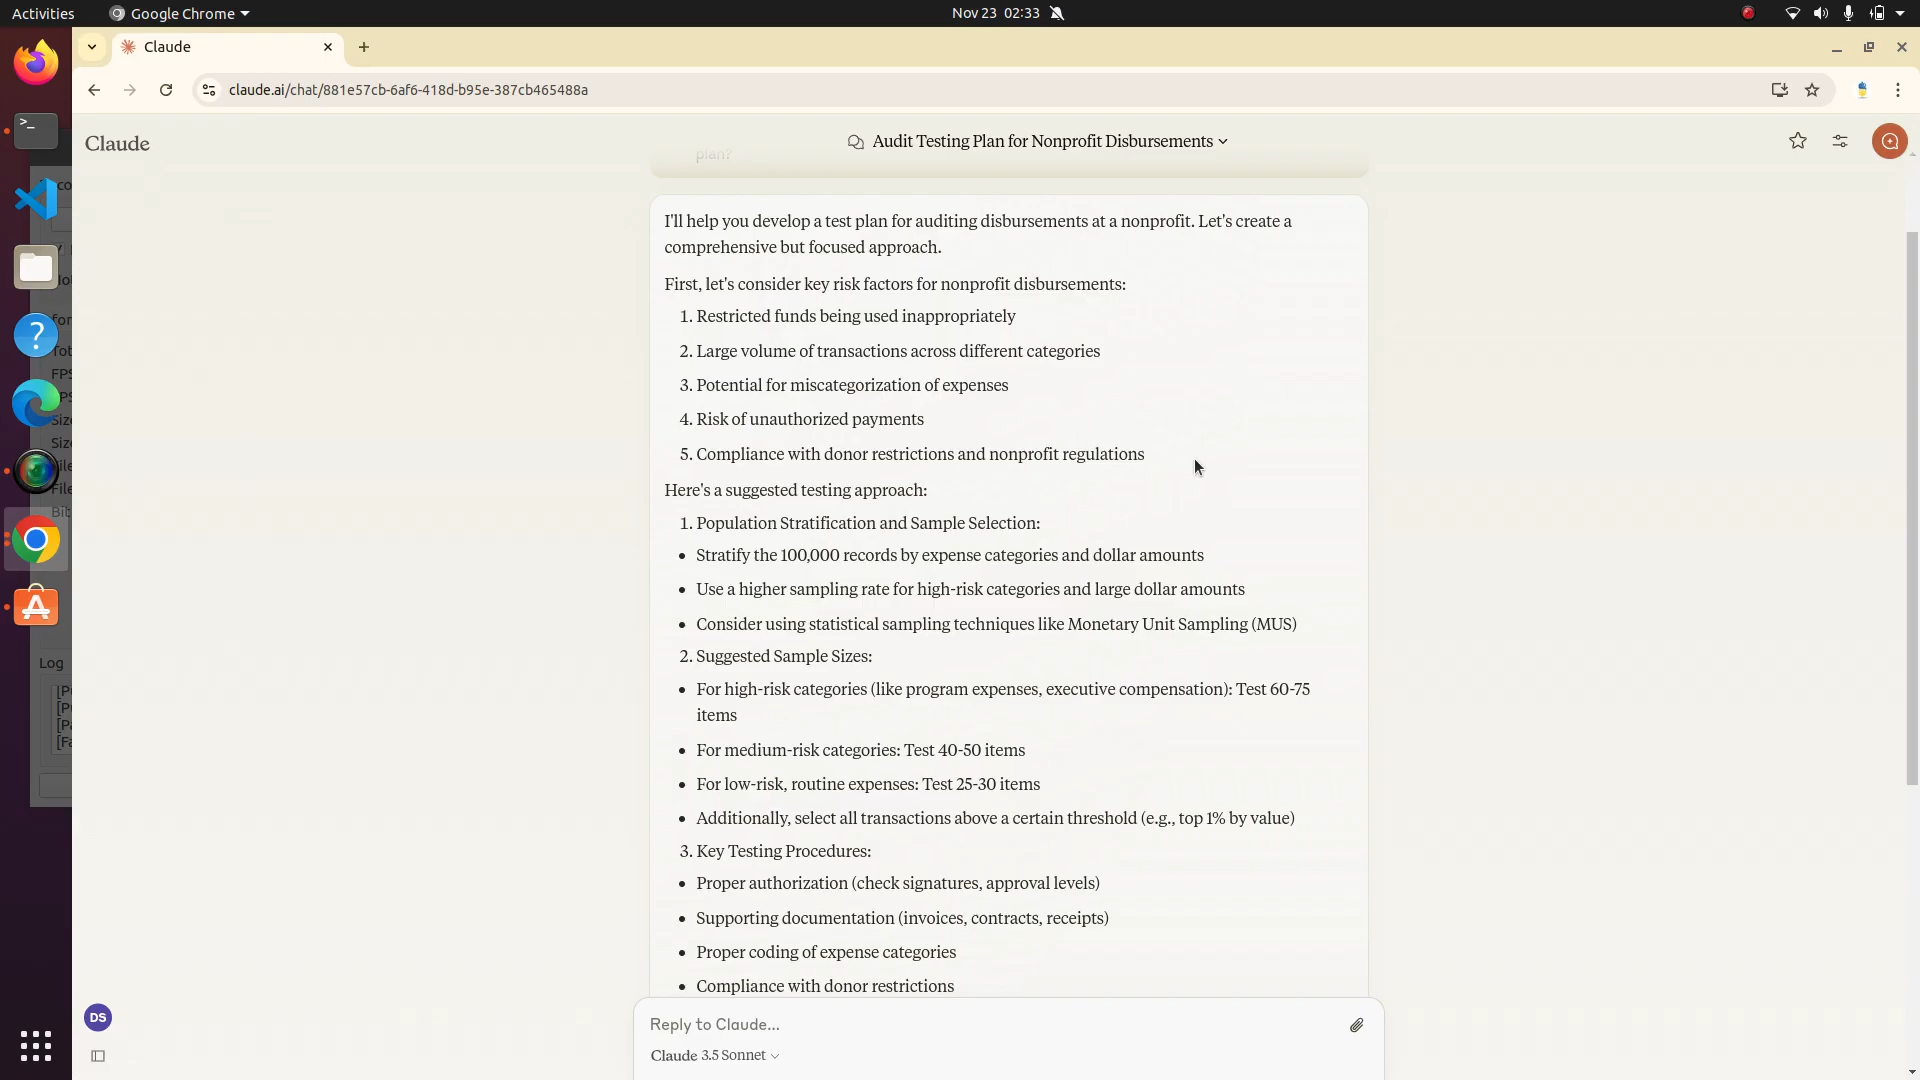 Activities
Google Chrome
Nov 23 02:33
Claude
claude.ai/chat/881e57cb-6af6-418d-b95e-387cb465488a
Claude
Audit Testing Plan for Nonprofit Disbursements
plan?
I'll help you develop a test plan for auditing disbursements at a nonprofit. Let's create a
comprehensive but focused approach.
First, let's consider key risk factors for nonprofit disbursements:
1. Restricted funds being used inappropriately
2. Large volume of transactions across different categories
3. Potential for miscategorization of expenses
4. Risk of unauthorized payments
5. Compliance with donor restrictions and nonprofit regulations
Here's a suggested testing approach:
1. Population Stratification and Sample Selection:
• Stratify the 100,000 records by expense categories and dollar amounts
• Use a higher sampling rate for high-risk categories and large dollar amounts
• Consider using statistical sampling techniques like Monetary Unit Sampling (MUS)
2. Suggested Sample Sizes:
• For high-risk categories (like program expenses, executive compensation): Test 60-75
items
• For medium-risk categories: Test 40-50 items
• For low-risk, routine expenses: Test 25-30 items
• Additionally, select all transactions above a certain threshold (e.g., top 1% by value)
3. Key Testing Procedures:
• Proper authorization (check signatures, approval levels)
• Supporting documentation (invoices, contracts, receipts)
• Proper coding of expense categories
• Compliance with donor restrictions
Reply to Claude...
Claude 3.5 Sonnet
DS
Log